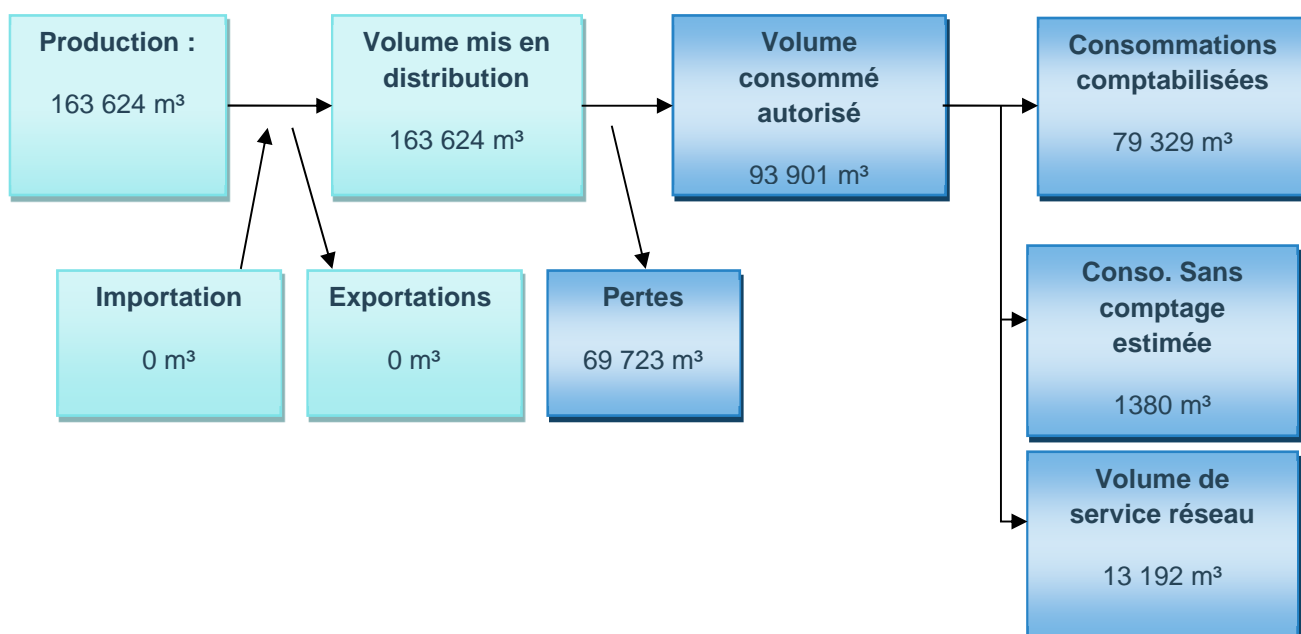 Production :
163 624 m³
Volume mis en
distribution
163 624 m³
Volume
consommé
autorisé
93 901 m³
Consommations
comptabilisées
79 329 m³
Importation
0 m³
Exportations
0 m³
Pertes
69 723 m³
Conso. Sans
comptage
estimée
1380 m³
Volume de
service réseau
13 192 m³